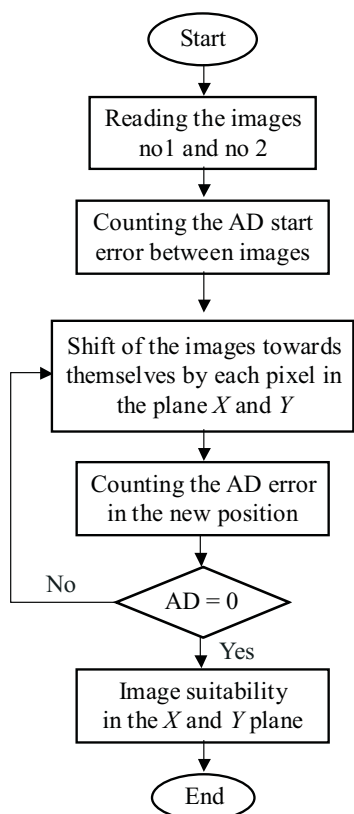 Start
Reading the images
no1 and no 2
Counting the AD start
error between images
Shift of the images towards
themselves by each pixel in
the plane X and Y
Counting the AD error
in the new position
No
AD = 0
Yes
Image suitability
in the X and Y plane
End